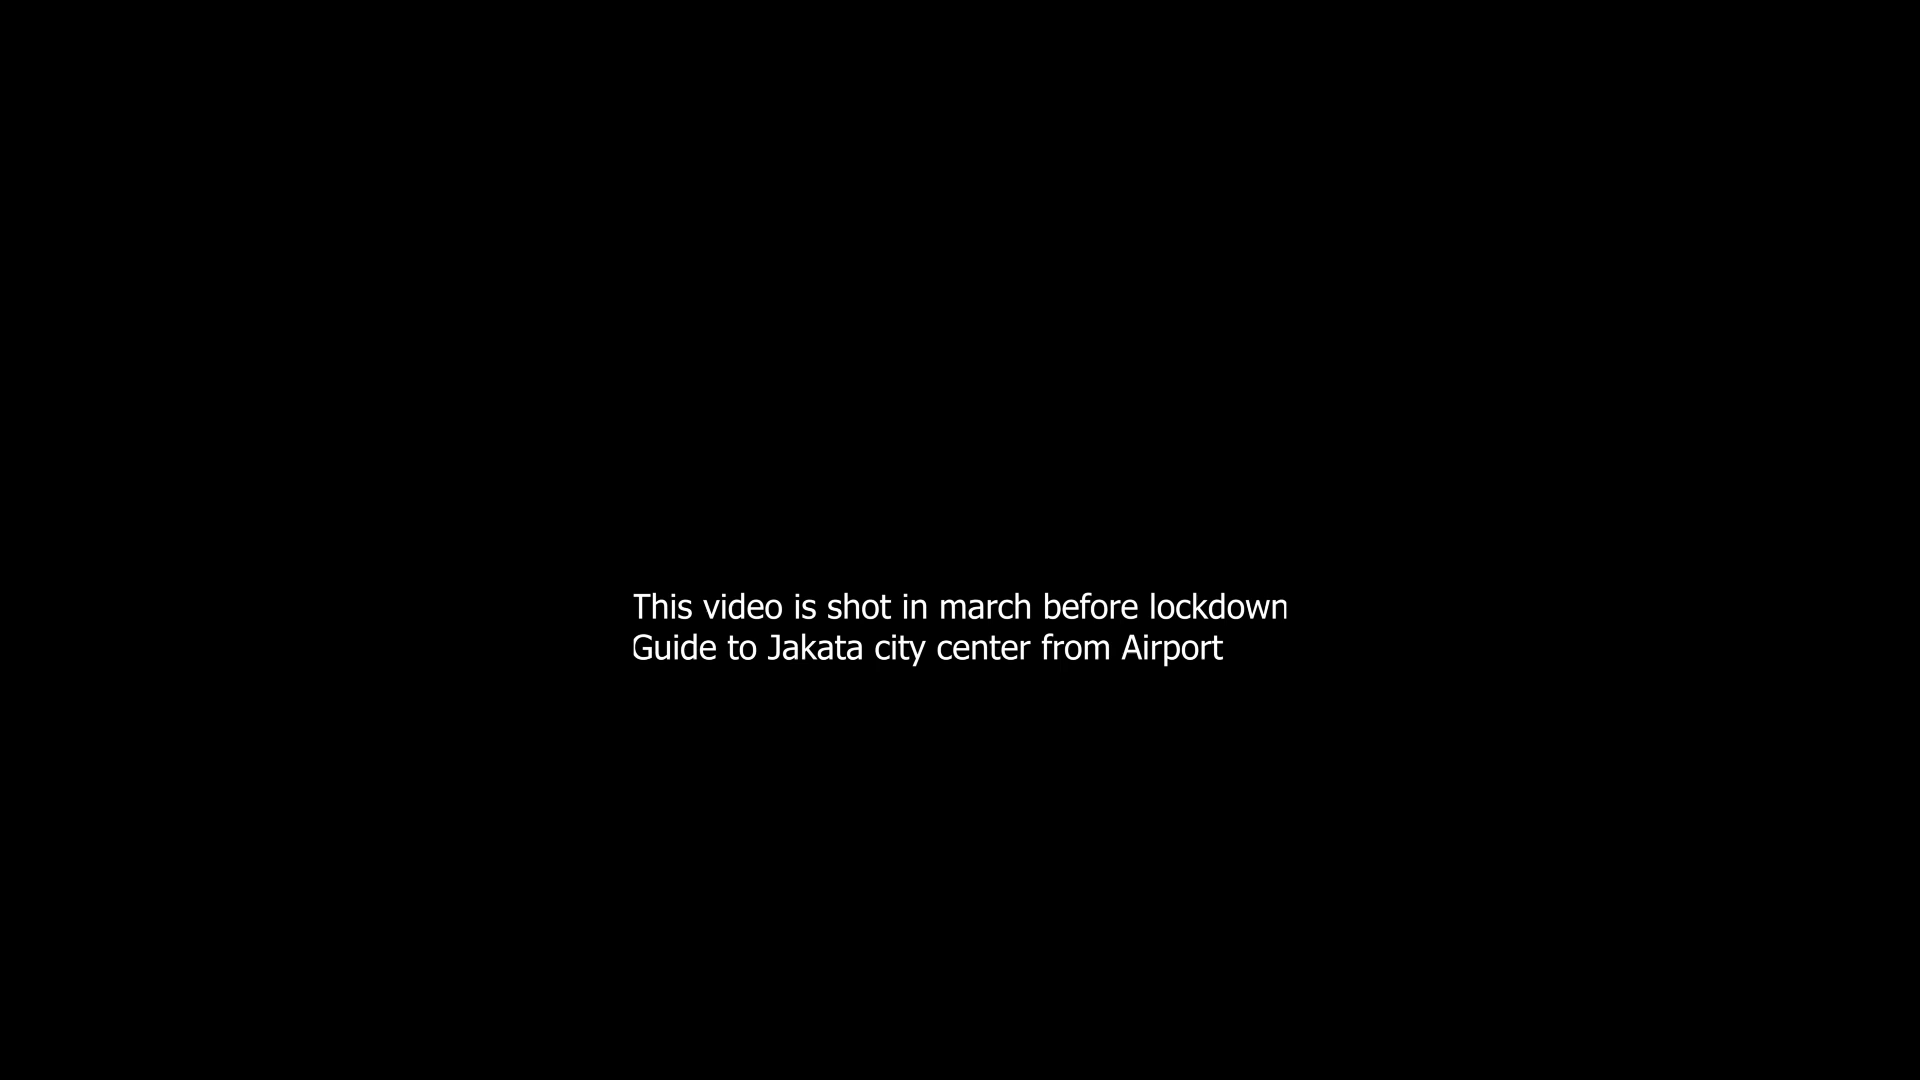 This video is shot in march before lockdown
Guide to Jakata city center from Airport